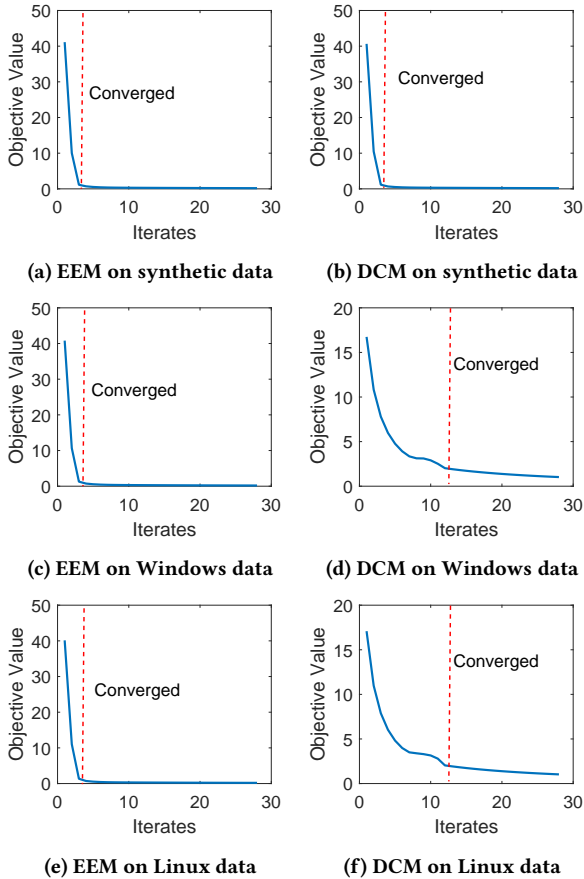 50
40
30
20
10
0
Objective Value
Converged
0 10 20 30
Iterates
(a) EEM on synthetic data
50
40
30
20
10
0
Objective Value
Converged
0 10 20 30
Iterates
(b) DCM on synthetic data
50
40
30
20
10
0
Objective Value
Converged
0 10 20 30
Iterates
(c) EEM on Windows data
20
15
10
5
0
Objective Value
Converged
0 10 20 30
Iterates
(d) DCM on Windows data
50
40
30
20
10
0
Objective Value
Converged
0 10 20 30
Iterates
(e) EEM on Linux data
20
15
10
5
0
Objective Value
Converged
0 10 20 30
Iterates
(f) DCM on Linux data